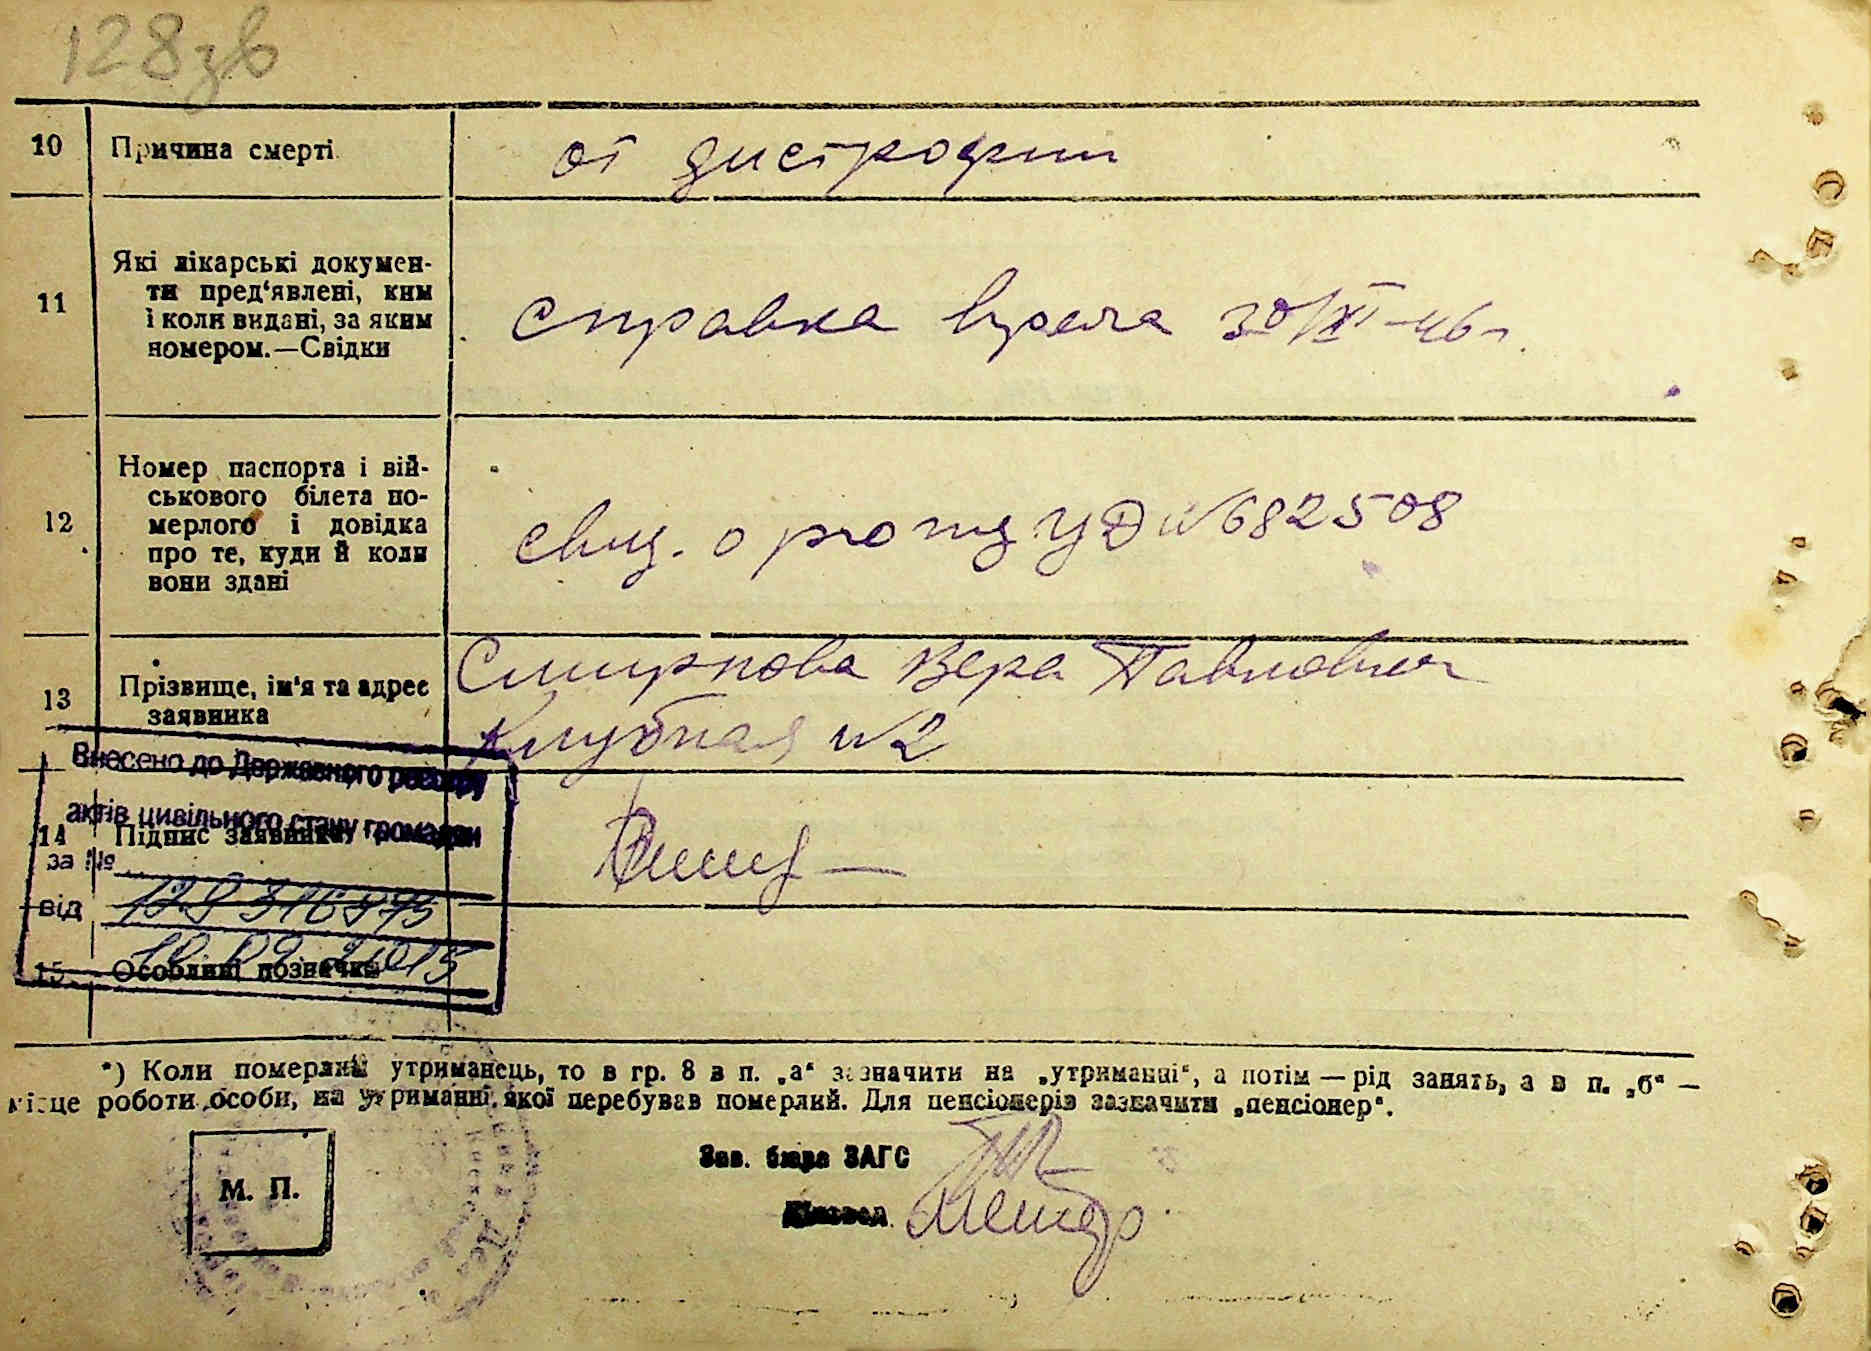 128зв
10 Причина смерті от дистрофии
11 Які лікарські докумен-
ти пред'явлені, ким
і коли видані, за яким
номером.—Свідки
справка врача 30/XI-46г.
12 Номер паспорта і вій-
ськового білета по-
мерлого і довідка
про те, куди й коли
вони здані
свид. о рожд УД №682508
13 Прізвище, ім'я та адрес
заявника
Смирнова Вера Павловна
Клубная №2
Внесено до Державного реєстру
актів цивільного стану громадян
14 Підпис заявника
за №
від
2015
15 Особливі позначки
*) Коли померлий утриманець, то в гр. 8 в п. „а“ зазначити на „утриманні“, а потім — рід занять, а в п. „б“ —
місце роботи особи, на утриманні якої перебував померлий. Для пенсіонерів зазначити „пенсіонер“.
Зав. бюро ЗАГС
М. П.
Діловод